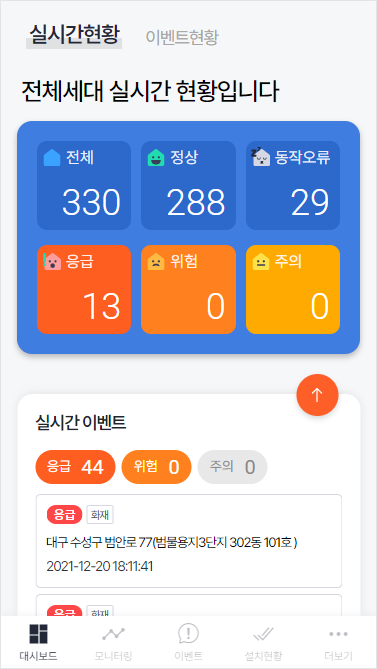 실시간현황 이벤트현황
전체세대 실시간 현황입니다
전체 정상 동작오류
330 288 29
응급 위험 주의
13 0 0
실시간 이벤트
응급 44 위험 0 주의 0
응급 화재
대구 수성구 범안로 77(범물용지3단지 302동 101호 )
2021-12-20 18:11:41
응급 화재
대시보드 모니터링 이벤트 설치현황 더보기